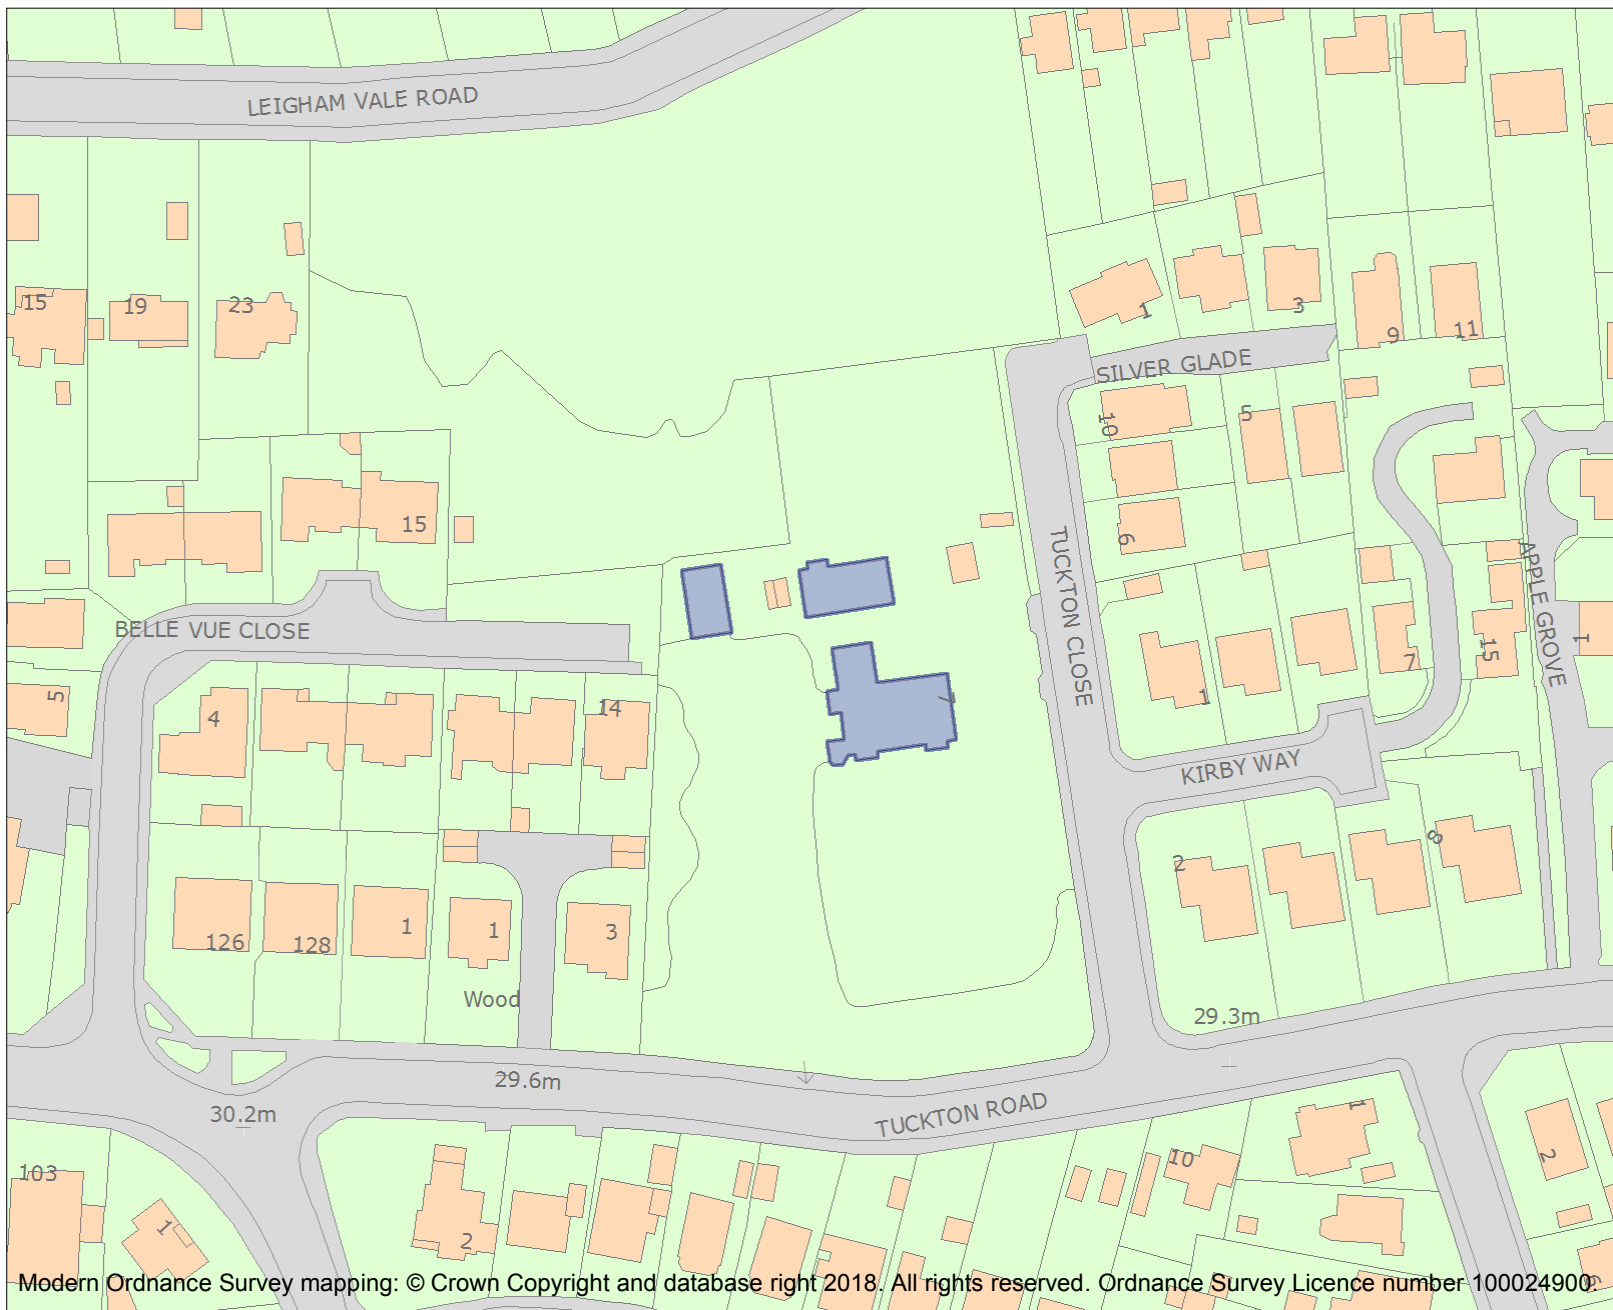 LEIGHAM VALE ROAD
15
19
23
1
3
9
11
SILVER GLADE
10
5
6
15
TUCKTON CLOSE
APPLE GROVE
BELLE VUE CLOSE
1
15
7
5
1
7
4
14
KIRBY WAY
8
2
126
128
1
1
3
Wood
29.3m
29.6m
30.2m
TUCKTON ROAD
1
103
10
2
1
2
6
Modern Ordnance Survey mapping: © Crown Copyright and database right 2018. All rights reserved. Ordnance Survey Licence number 100024900.